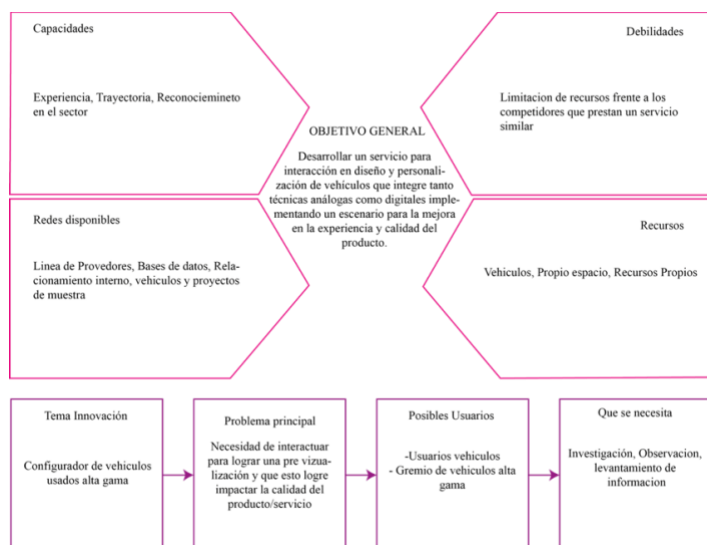 Capacidades
Experiencia, Trayectoria, Reconociemineto
en el sector
Debilidades
Limitacion de recursos frente a los
competidores que prestan un servicio
similar
OBJETIVO GENERAL
Desarrollar un servicio para
interacción en diseño y personali-
zación de vehículos que integre tanto
técnicas análogas como digitales imple-
mentando un escenario para la mejora
en la experiencia y calidad del
producto.
Redes disponibles
Linea de Provedores, Bases de datos, Rela-
cionamiento interno, vehiculos y proyectos
de muestra
Recursos
Vehiculos, Propio espacio, Recursos Propios
Tema Innovación
Configurador de vehiculos
usados alta gama
Problema principal
Necesidad de interactuar
para lograr una pre vizua-
lización y que esto logre
impactar la calidad del
producto/servicio
Posibles Usuarios
-Usuarios vehiculos
- Gremio de vehiculos alta
gama
Que se necesita
Investigación, Observacion,
levantamiento de
informacion